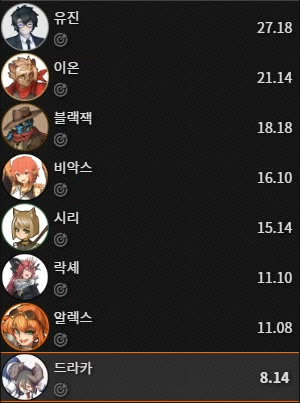 유진
27.18
이온
21.14
블랙잭
18.18
비악스
16.10
시리
15.14
락셰
11.10
알렉스
11.08
드라카
8.14